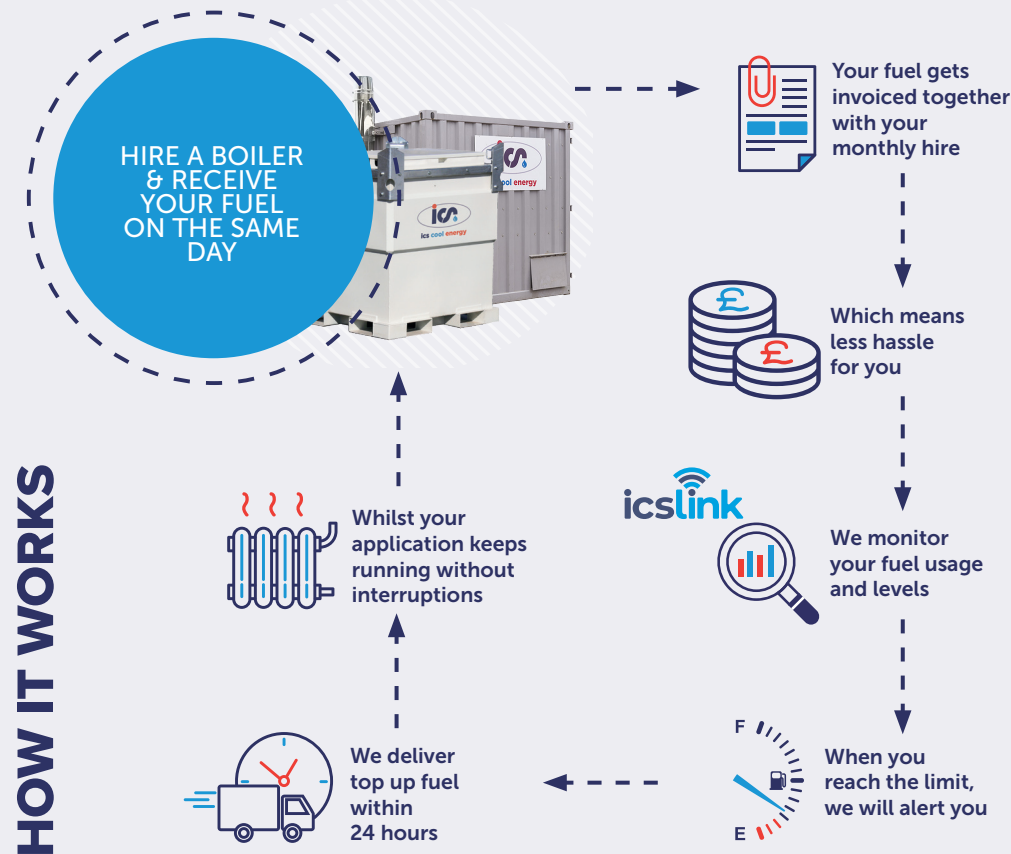 HIRE A BOILER
& RECEIVE
YOUR FUEL
ON THE SAME
DAY
ics
cool energy
ics
ics cool energy
Your fuel gets
invoiced together
with your
monthly hire
£
£
Which means
less hassle
for you
icslink
We monitor
your fuel usage
and levels
F
E
When you
reach the limit,
we will alert you
We deliver
top up fuel
within
24 hours
Whilst your
application keeps
running without
interruptions
HOW IT WORKS